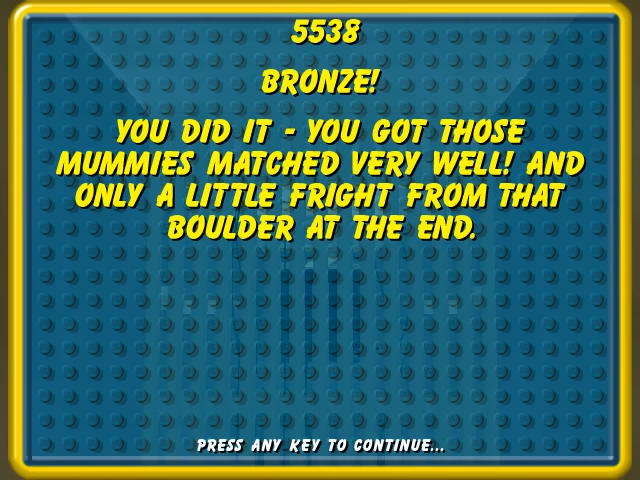 5538
BRONZE!
YOU DID IT - YOU GOT THOSE
MUMMIES MATCHED VERY WELL! AND
ONLY A LITTLE FRIGHT FROM THAT
BOULDER AT THE END.
PRESS ANY KEY TO CONTINUE...